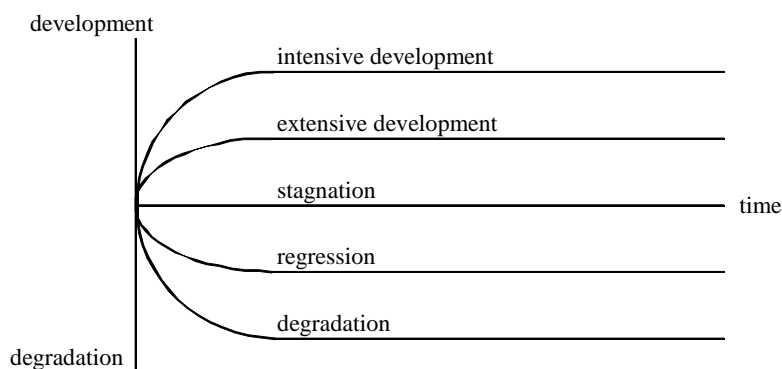 development
intensive development
extensive development
stagnation
time
regression
degradation
degradation